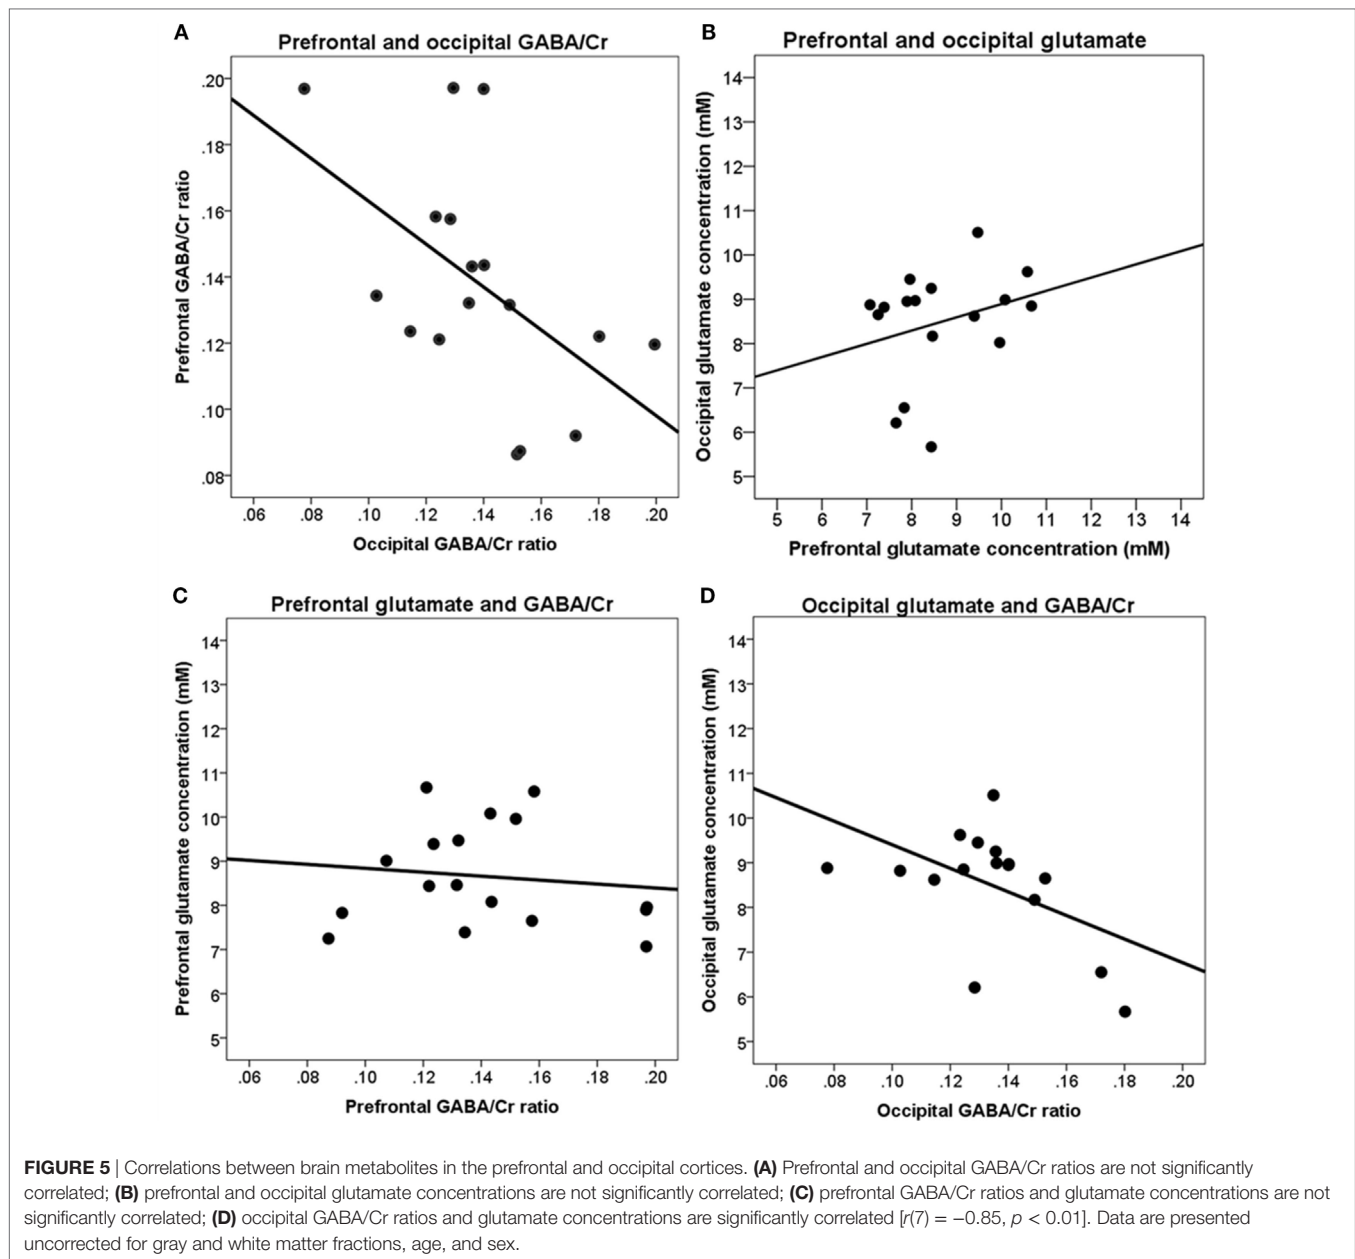 A
Prefrontal and occipital GABA/Cr
.20
.18
.16
.14
.12
.10
.08
Prefrontal GABA/Cr ratio
.06 .08 .10 .12 .14 .16 .18 .20
Occipital GABA/Cr ratio
B
Prefrontal and occipital glutamate
14
13
12
11
10
9
8
7
6
5
Occipital glutamate concentration (mM)
5 6 7 8 9 10 11 12 13 14
Prefrontal glutamate concentration (mM)
C
Prefrontal glutamate and GABA/Cr
14
13
12
11
10
9
8
7
6
5
Prefrontal glutamate concentration (mM)
.06 .08 .10 .12 .14 .16 .18 .20
Prefrontal GABA/Cr ratio
D
Occipital glutamate and GABA/Cr
14
13
12
11
10
9
8
7
6
5
Occipital glutamate concentration (mM)
.06 .08 .10 .12 .14 .16 .18 .20
Occipital GABA/Cr ratio
FIGURE 5 | Correlations between brain metabolites in the prefrontal and occipital cortices. (A) Prefrontal and occipital GABA/Cr ratios are not significantly
correlated; (B) prefrontal and occipital glutamate concentrations are not significantly correlated; (C) prefrontal GABA/Cr ratios and glutamate concentrations are not
significantly correlated; (D) occipital GABA/Cr ratios and glutamate concentrations are significantly correlated [r(7) = −0.85, p < 0.01]. Data are presented
uncorrected for gray and white matter fractions, age, and sex.